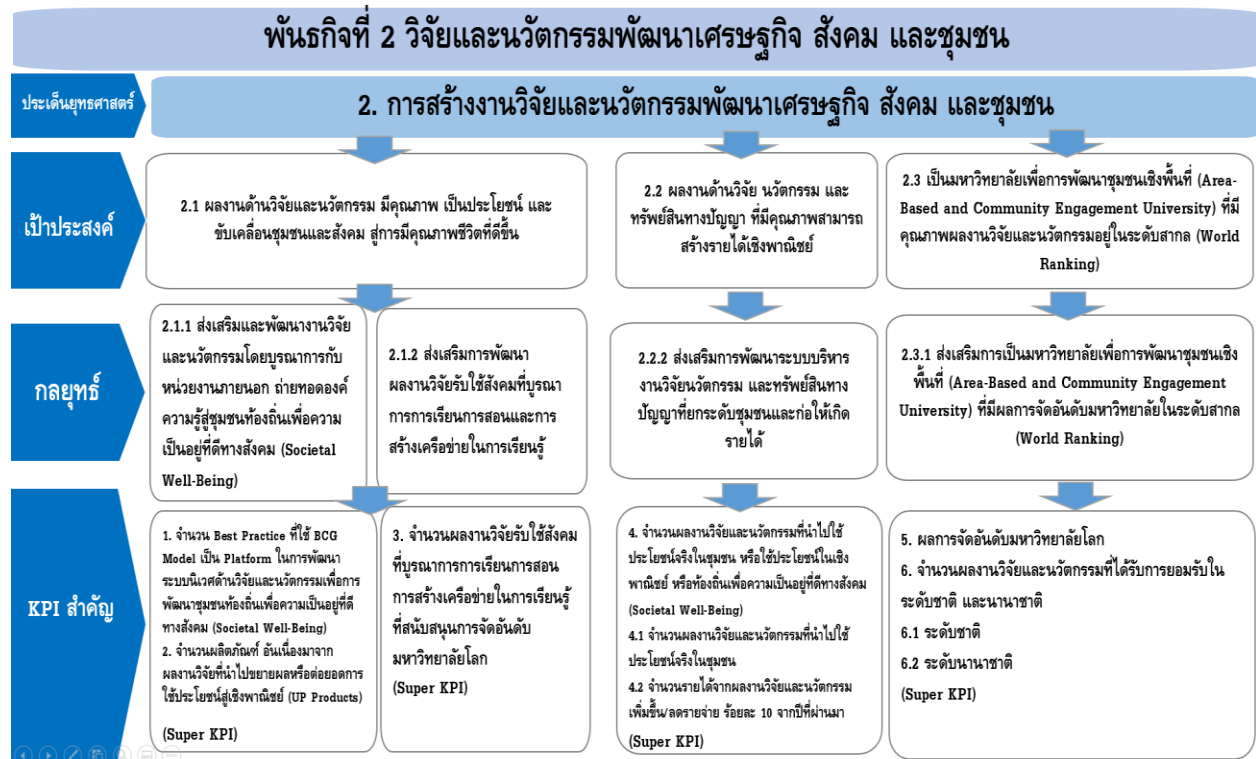 พันธกิจที่ 2 วิจัยและนวัตกรรมพัฒนาเศรษฐกิจ สังคม และชุมชน
ประเด็นยุทธศาสตร์
2. การสร้างงานวิจัยและนวัตกรรมพัฒนาเศรษฐกิจ สังคม และชุมชน
เป้าประสงค์
2.1 ผลงานด้านวิจัยและนวัตกรรม มีคุณภาพ เป็นประโยชน์ และ
ขับเคลื่อนชุมชนและสังคม สู่การมีคุณภาพชีวิตที่ดีขึ้น
2.2 ผลงานด้านวิจัย นวัตกรรม และ
ทรัพย์สินทางปัญญา ที่มีคุณภาพสามารถ
สร้างรายได้เชิงพาณิชย์
2.3 เป็นมหาวิทยาลัยเพื่อการพัฒนาชุมชนเชิงพื้นที่ (Area-
Based and Community Engagement University) ที่มี
คุณภาพผลงานวิจัยและนวัตกรรมอยู่ในระดับสากล (World
Ranking)
กลยุทธ์
2.1.1 ส่งเสริมและพัฒนางานวิจัย
และนวัตกรรมโดยบูรณาการกับ
หน่วยงานภายนอก ถ่ายทอดองค์
ความรู้สู่ชุมชนท้องถิ่นเพื่อความ
เป็นอยู่ที่ดีทางสังคม (Societal
Well-Being)
2.1.2 ส่งเสริมการพัฒนา
ผลงานวิจัยรับใช้สังคมที่บูรณา
การการเรียนการสอนและการ
สร้างเครือข่ายในการเรียนรู้
2.2.2 ส่งเสริมการพัฒนาระบบบริหาร
งานวิจัยนวัตกรรม และทรัพย์สินทาง
ปัญญาที่ยกระดับชุมชนและก่อให้เกิด
รายได้
2.3.1 ส่งเสริมการเป็นมหาวิทยาลัยเพื่อการพัฒนาชุมชนเชิง
พื้นที่ (Area-Based and Community Engagement
University) ที่มีผลการจัดอันดับมหาวิทยาลัยในระดับสากล
(World Ranking)
KPI สำคัญ
1. จำนวน Best Practice ที่ใช้ BCG
Model เป็น Platform ในการพัฒนา
ระบบนิเวศด้านวิจัยและนวัตกรรมเพื่อการ
พัฒนาชุมชนท้องถิ่นเพื่อความเป็นอยู่ที่ดี
ทางสังคม (Societal Well-Being)
2. จำนวนผลิตภัณฑ์ อันเนื่องมาจาก
ผลงานวิจัยที่นำไปขยายผลหรือต่อยอดการ
ใช้ประโยชน์สู่เชิงพาณิชย์ (UP Products)
(Super KPI)
3. จำนวนผลงานวิจัยรับใช้สังคม
ที่บูรณาการการเรียนการสอน
การสร้างเครือข่ายในการเรียนรู้
ที่สนับสนุนการจัดอันดับ
มหาวิทยาลัยโลก
(Super KPI)
4. จำนวนผลงานวิจัยและนวัตกรรมที่นำไปใช้
ประโยชน์จริงในชุมชน หรือใช้ประโยชน์ในเชิง
พาณิชย์ หรือท้องถิ่นเพื่อความเป็นอยู่ที่ดีทางสังคม
(Societal Well-Being)
4.1 จำนวนผลงานวิจัยและนวัตกรรมที่นำไปใช้
ประโยชน์จริงในชุมชน
4.2 จำนวนรายได้จากผลงานวิจัยและนวัตกรรม
เพิ่มขึ้น/ลดรายจ่าย ร้อยละ 10 จากปีที่ผ่านมา
(Super KPI)
5. ผลการจัดอันดับมหาวิทยาลัยโลก
6. จำนวนผลงานวิจัยและนวัตกรรมที่ได้รับการยอมรับใน
ระดับชาติ และนานาชาติ
6.1 ระดับชาติ
6.2 ระดับนานาชาติ
(Super KPI)